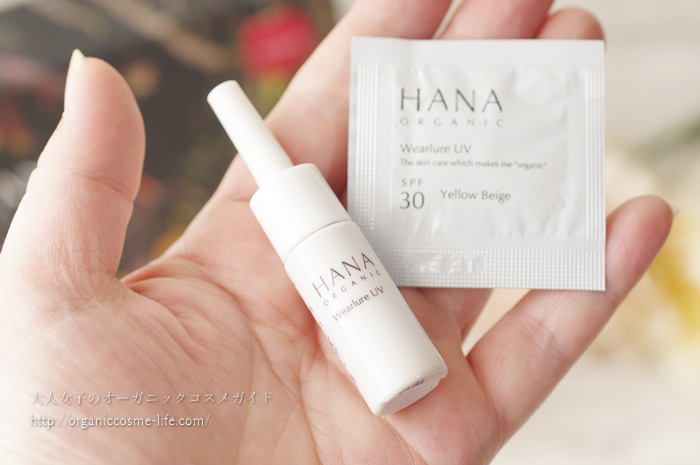 HANA
ORGANIC
Wearlure UV
The skin care which makes me "organic".
SPF
30
Yellow Beige
HANA
ORGANIC
Wearlure UV
大人女子のオーガニックコスメガイド
http://organiccosme-life.com/